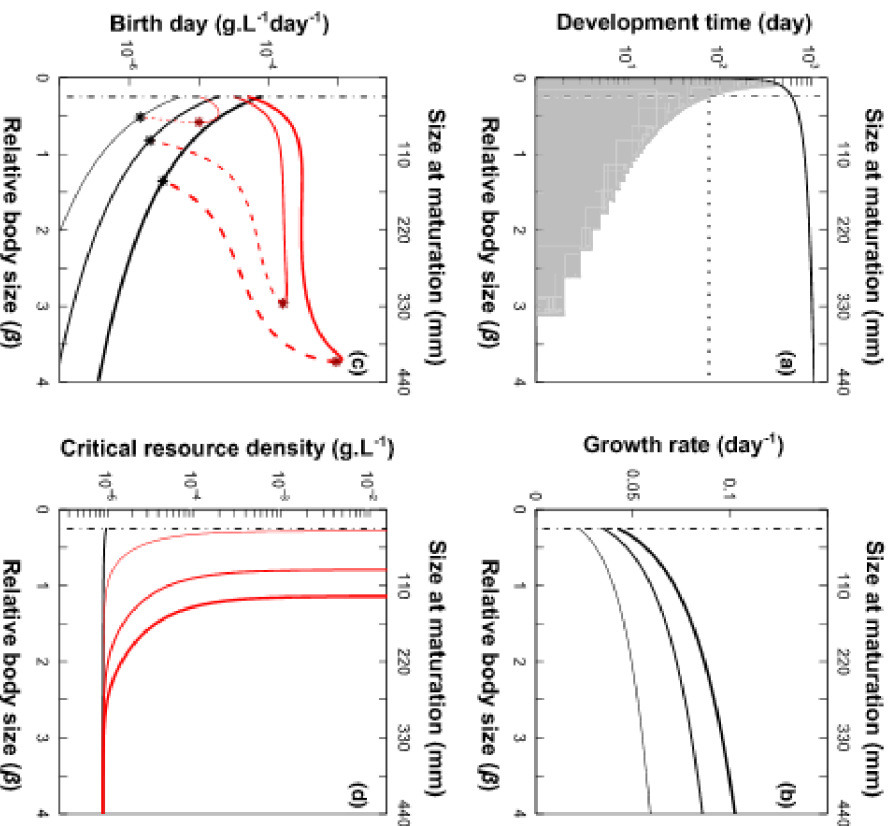 Development time (day)
10¹
10²
10³
0
1
2
3
4
Relative body size (β)
110
220
330
440
Size at maturation (mm)
(a)
Growth rate (day⁻¹)
0
0.05
0.1
0
1
2
3
4
Relative body size (β)
110
220
330
440
Size at maturation (mm)
(b)
Birth day (g.L⁻¹day⁻¹)
10⁻⁴
0
1
2
3
4
Relative body size (β)
110
220
330
440
Size at maturation (mm)
(c)
Critical resource density (g.L⁻¹)
10⁻⁴
10⁻³
10⁻²
0
1
2
3
4
Relative body size (β)
110
220
330
440
Size at maturation (mm)
(d)